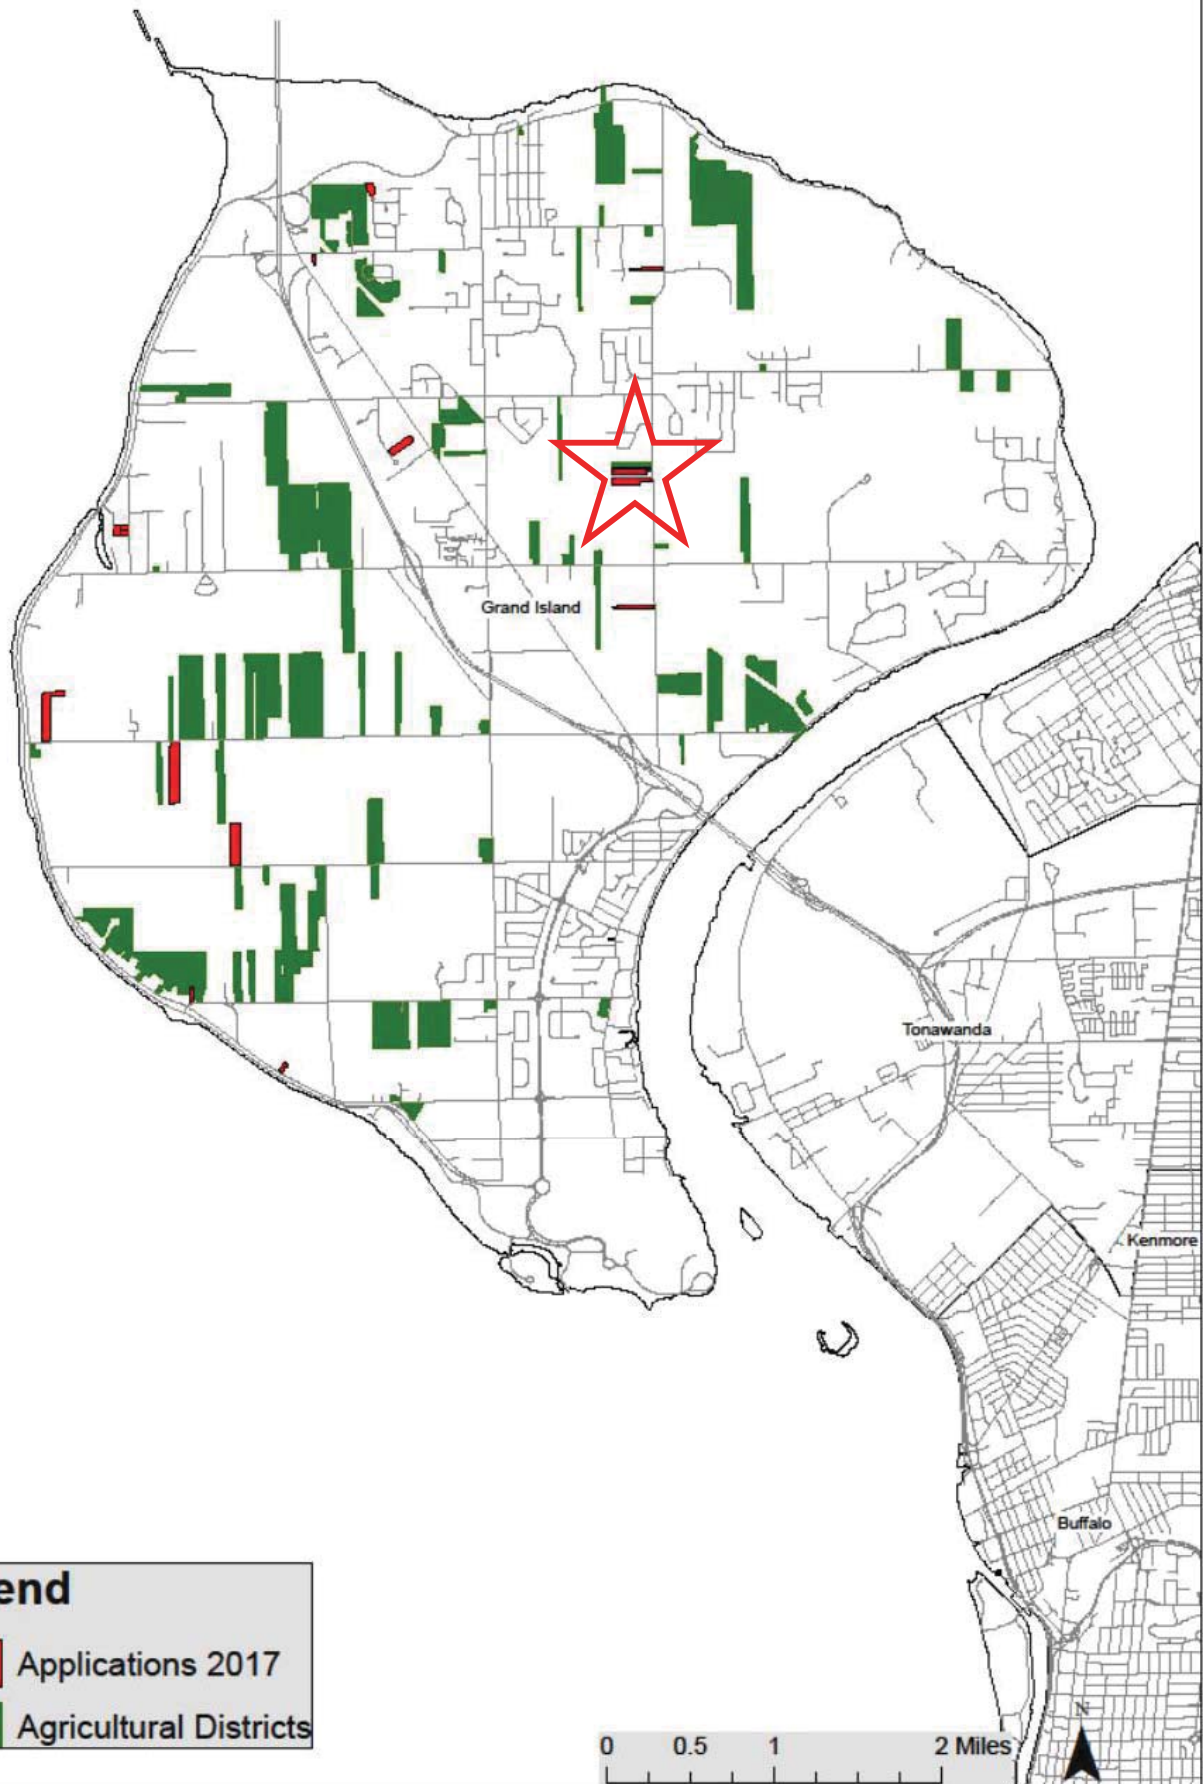 Grand Island
Tonawanda
Kenmore
Buffalo
end
Applications 2017
Agricultural Districts
0 0.5 1 2 Miles
N